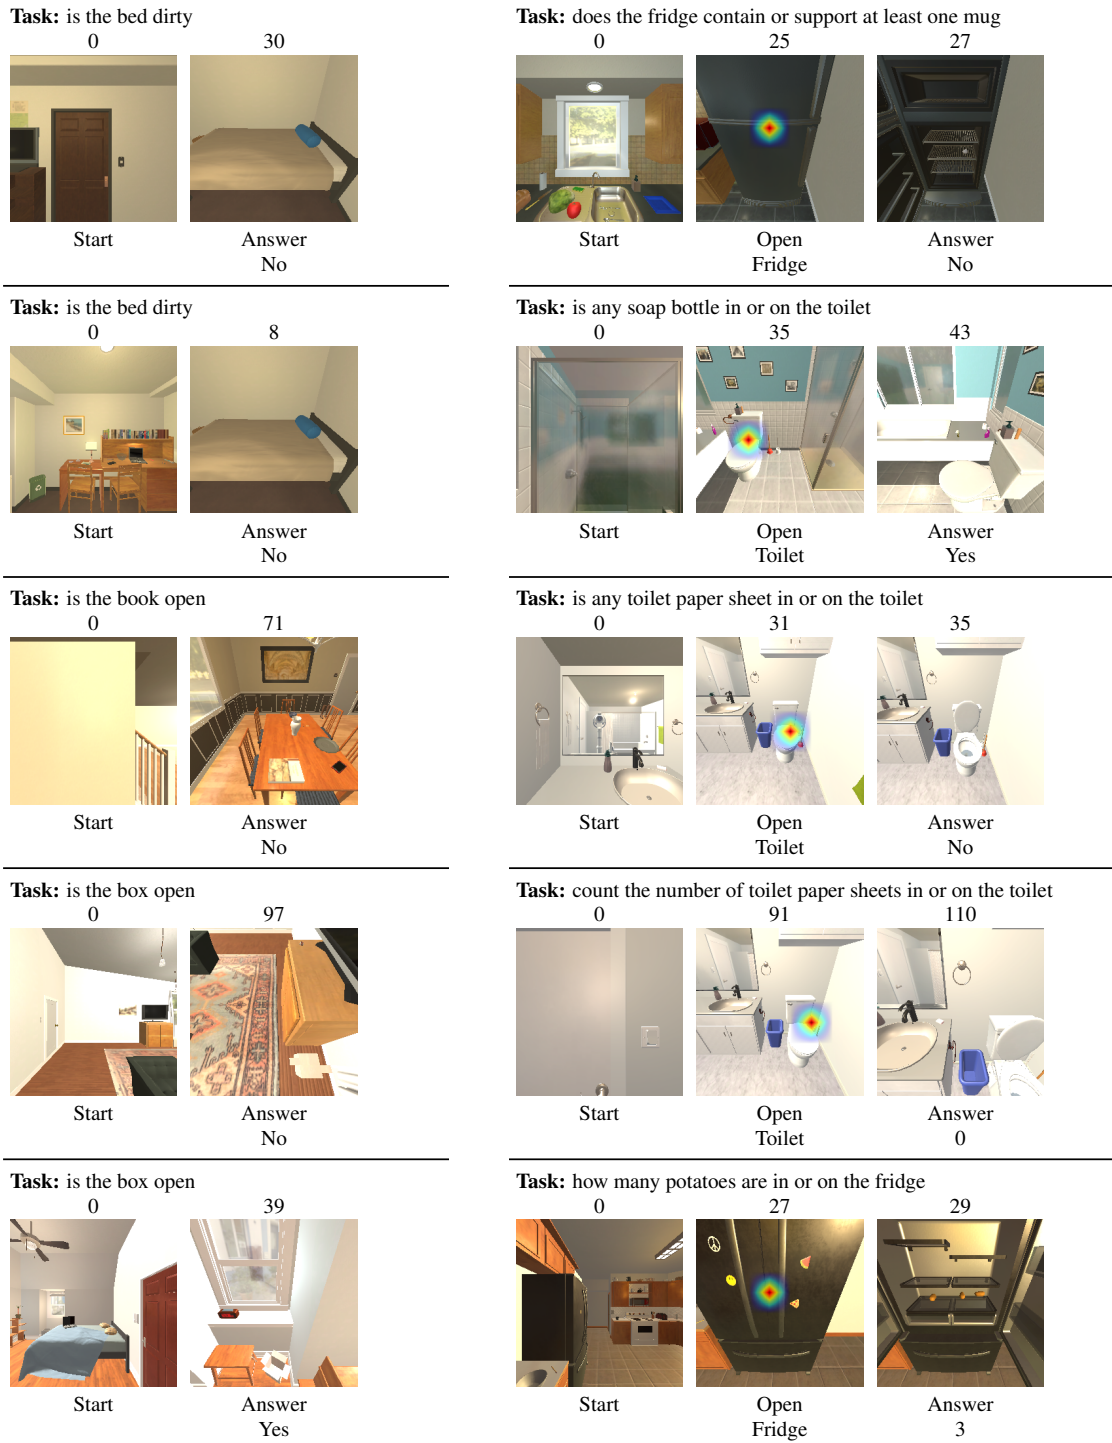 Task: is the bed dirty
0 30
Start Answer
No
Task: is the bed dirty
0 8
Start Answer
No
Task: is the book open
0 71
Start Answer
No
Task: is the box open
0 97
Start Answer
No
Task: is the box open
0 39
Start Answer
Yes
Task: does the fridge contain or support at least one mug
0 25 27
Start Open Answer
Fridge No
Task: is any soap bottle in or on the toilet
0 35 43
Start Open Answer
Toilet Yes
Task: is any toilet paper sheet in or on the toilet
0 31 35
Start Open Answer
Toilet No
Task: count the number of toilet paper sheets in or on the toilet
0 91 110
Start Open Answer
Toilet 0
Task: how many potatoes are in or on the fridge
0 27 29
Start Open Answer
Fridge 3